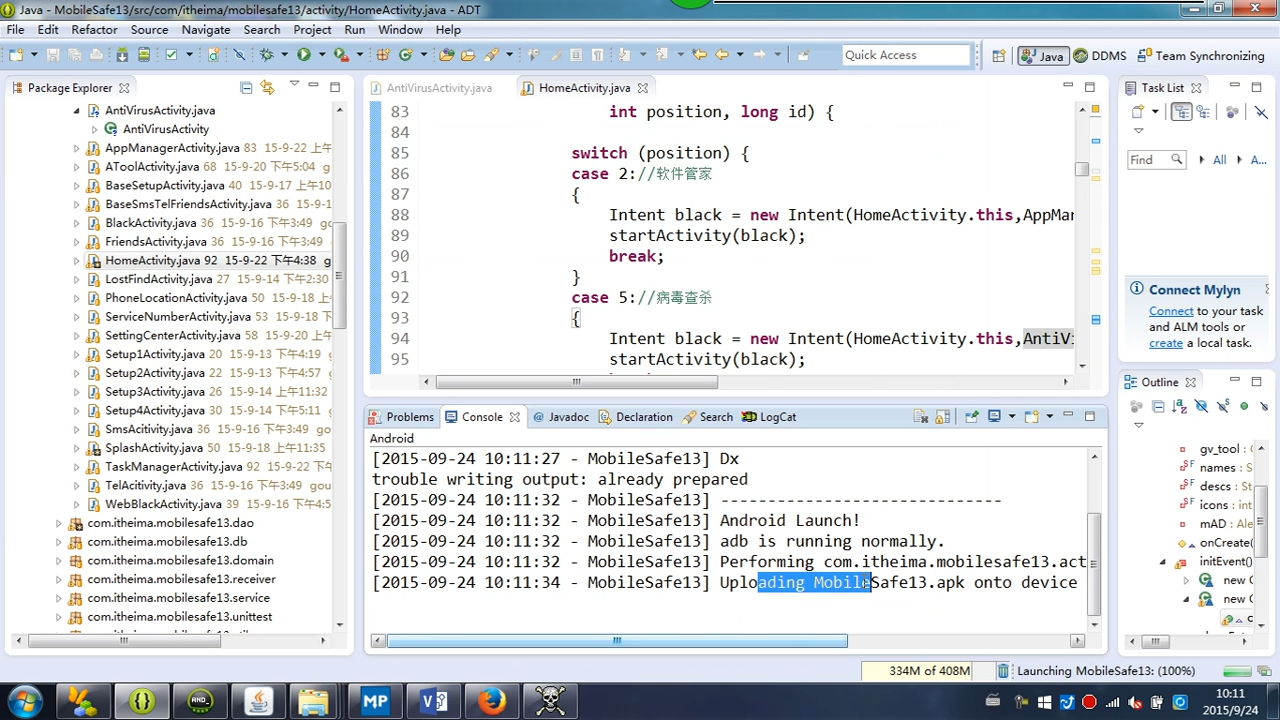 Java - MobileSafe13/src/com/itheima/mobilesafe13/activity/HomeActivity.java - ADT
File Edit Refactor Source Navigate Search Project Run Window Help
Quick Access
Java DDMS Team Synchronizing
Package Explorer
AntiVirusActivity.java
AntiVirusActivity
AppManagerActivity.java 83 15-9-22 上午
AToolActivity.java 68 15-9-20 下午5:04 g
BaseSetupActivity.java 40 15-9-22 上午10
BaseSmsTelFriendsActivity.java
BlackActivity.java 36 15-9-16 下午3:49 g
FriendsActivity.java 36 15-9-16 下午3:49
HomeActivity.java 92 15-9-22 下午4:38 g
LostFindActivity.java 27 15-9-14 下午2:30
PhoneLocationActivity.java 50 15-9-18 上
ServiceNumberActivity.java 36 15-9-16 下
SettingCenterActivity.java 58 15-9-20 下
Setup1Activity.java 20 15-9-13 下午4:19
Setup2Activity.java 37 15-9-22 下午4:57
Setup3Activity.java 26 15-9-14 上午11:32
Setup4Activity.java 30 15-9-14 下午5:11
SmsAcitivity.java 36 15-9-16 下午3:49
SplashActivity.java 50 15-9-18 上午11:35
TaskManagerActivity.java 92 15-9-22 下
TelAcitivity.java 36 15-9-16 下午3:49
WebBlackActivity.java 39 15-9-16 下午4:5
com.itheima.mobilesafe13.dao
com.itheima.mobilesafe13.db
com.itheima.mobilesafe13.domain
com.itheima.mobilesafe13.receiver
com.itheima.mobilesafe13.service
com.itheima.mobilesafe13.unittest
AntiVirusActivity.java HomeActivity.java
83 int position, long id) {
84
85 switch (position) {
86 case 2://软件管家
87 {
88 Intent black = new Intent(HomeActivity.this,AppMan
89 startActivity(black);
90 break;
91 }
92 case 5://病毒查杀
93 {
94 Intent black = new Intent(HomeActivity.this,AntiVi
95 startActivity(black);
Problems Console Javadoc Declaration Search LogCat
Android
[2015-09-24 10:11:27 - MobileSafe13] Dx
trouble writing output: already prepared
[2015-09-24 10:11:32 - MobileSafe13] ------------------------------
[2015-09-24 10:11:32 - MobileSafe13] Android Launch!
[2015-09-24 10:11:32 - MobileSafe13] adb is running normally.
[2015-09-24 10:11:32 - MobileSafe13] Performing com.itheima.mobilesafe13.act
[2015-09-24 10:11:34 - MobileSafe13] Uploading MobileSafe13.apk onto device
Task List
Find All A...
Connect Mylyn
Connect to your task
and ALM tools or
create a local task.
Outline
gv_tool
names : S
descs : S
icons : int
mAD : Ale
onCreate(
initEvent()
new
new
334M of 408M Launching MobileSafe13: (100%)
AND
MP
10:11
2015/9/24